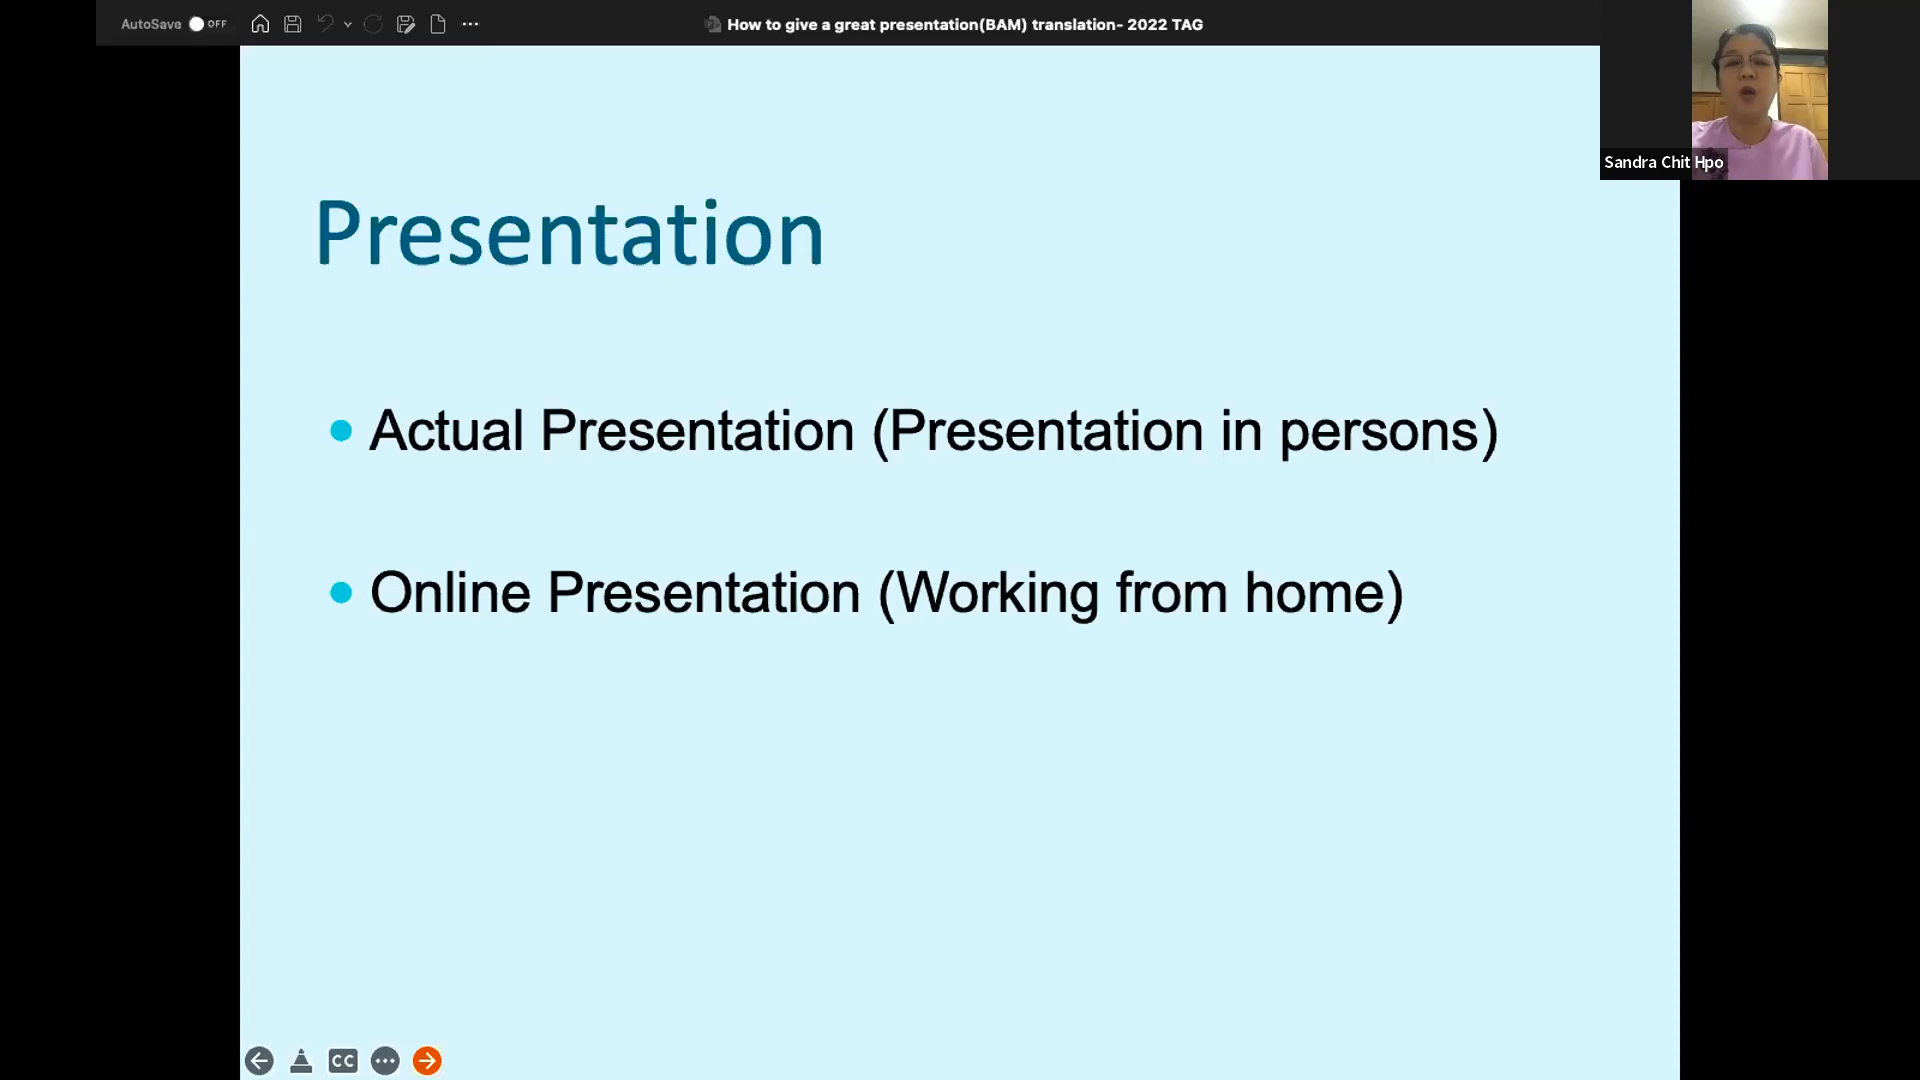 AutoSave OFF
How to give a great presentation(BAM) translation- 2022 TAG
Sandra Chit Hpo
Presentation
Actual Presentation (Presentation in persons)
Online Presentation (Working from home)
CC